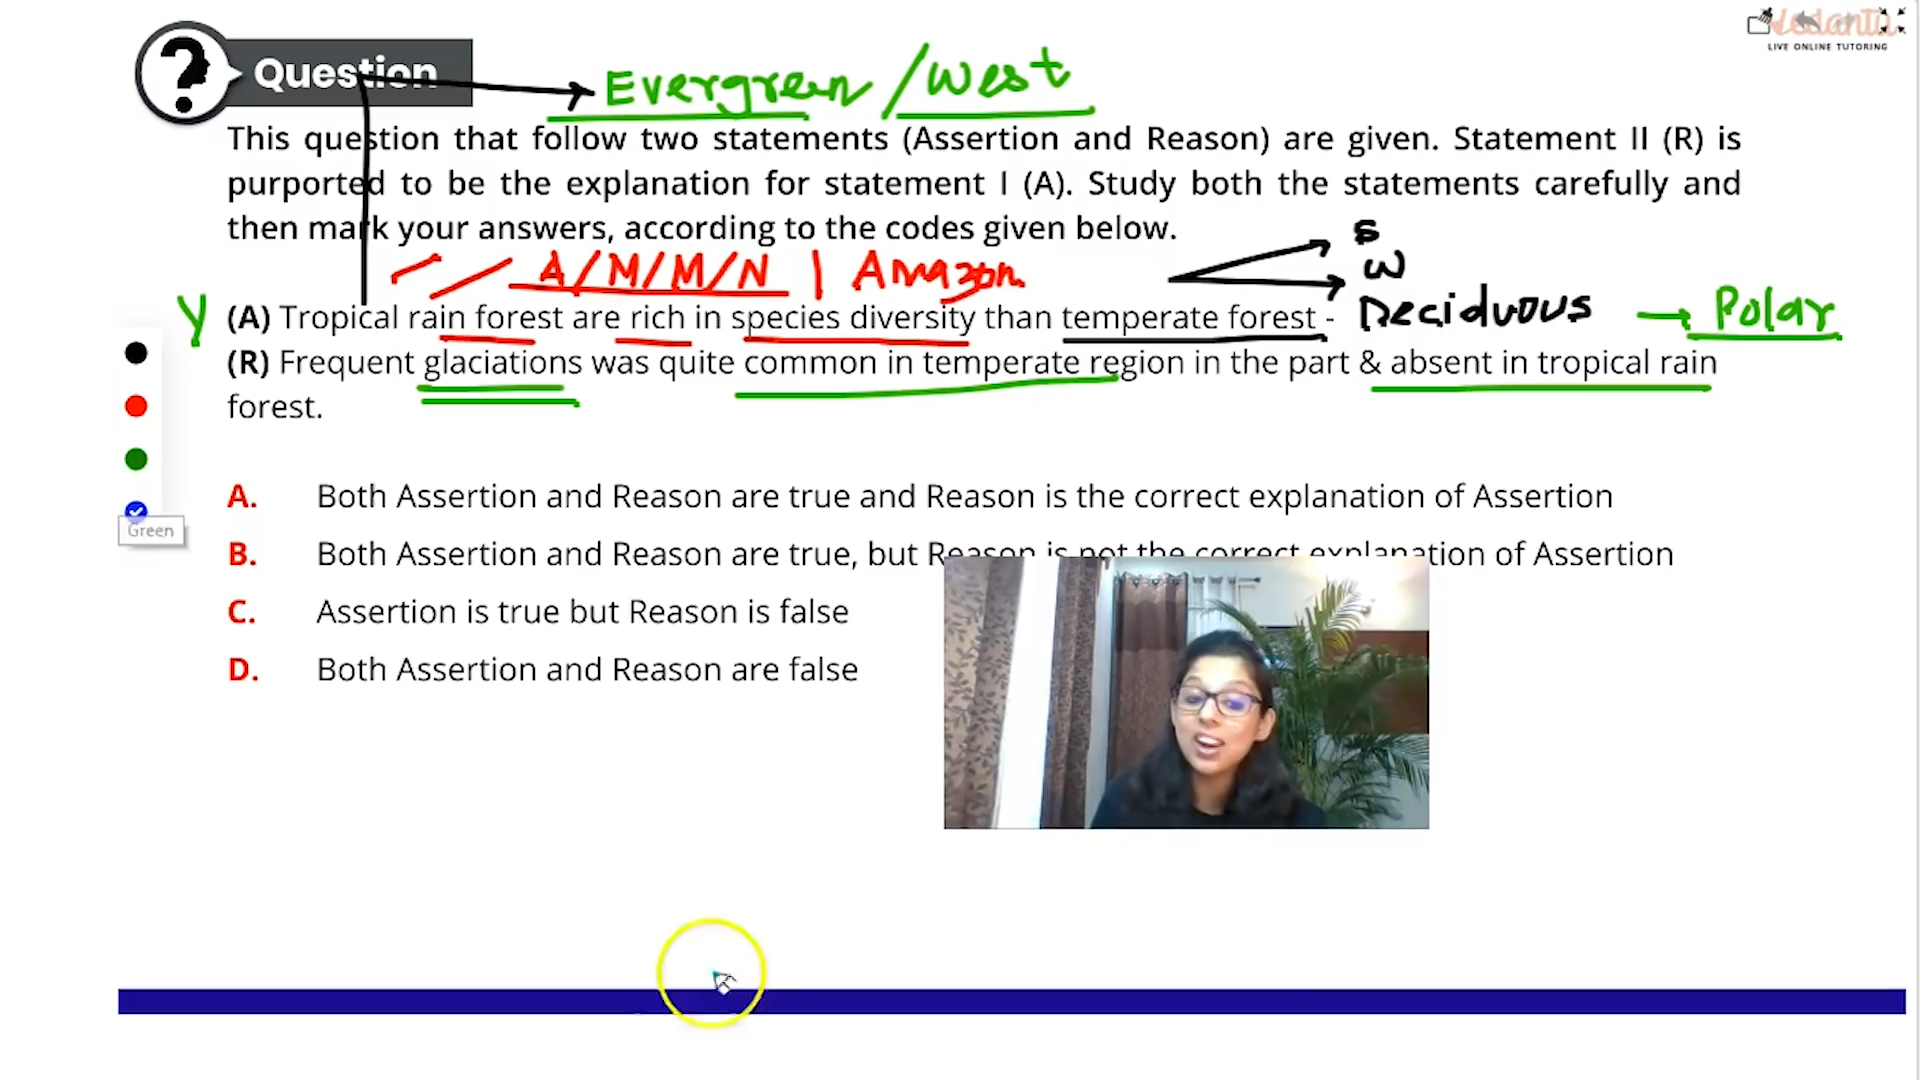 Vedantu
LIVE ONLINE TUTORING
Question
Evergreen / West
This question that follow two statements (Assertion and Reason) are given. Statement II (R) is
purported to be the explanation for statement I (A). Study both the statements carefully and
then mark your answers, according to the codes given below.
S
W
A/M/M/N | Amazon
Y (A) Tropical rain forest are rich in species diversity than temperate forest - Deciduous → Polar
(R) Frequent glaciations was quite common in temperate region in the part & absent in tropical rain
forest.
A. Both Assertion and Reason are true and Reason is the correct explanation of Assertion
Green
B. Both Assertion and Reason are true, but Reason is not the correct explanation of Assertion
C. Assertion is true but Reason is false
D. Both Assertion and Reason are false